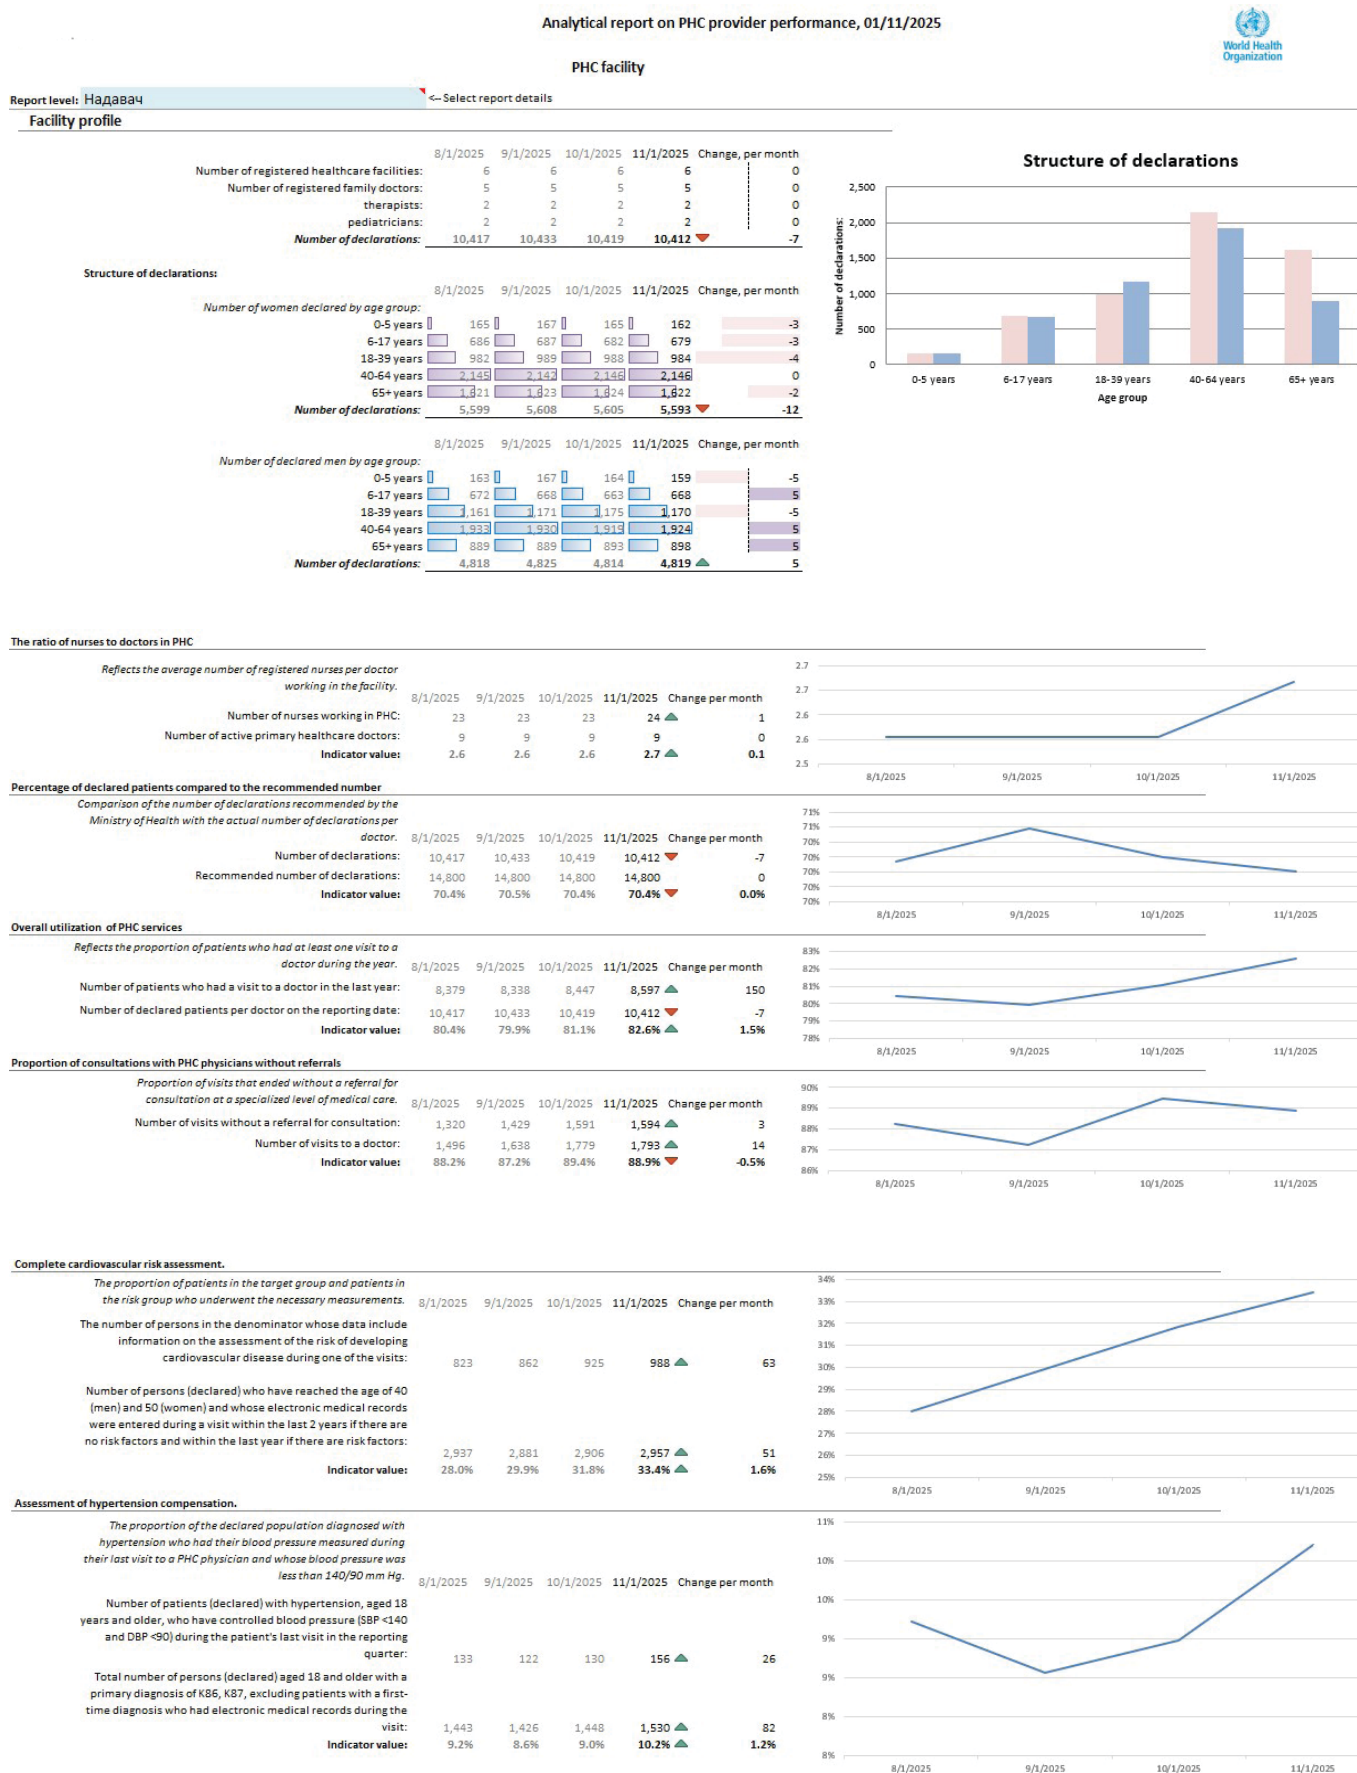 Analytical report on PHC provider performance, 01/11/2025
World Health
Organization
PHC facility
Report level: Надавач <-- Select report details
Facility profile
8/1/2025 9/1/2025 10/1/2025 11/1/2025 Change, per month
Number of registered healthcare facilities: 6 6 6 6 0
Number of registered family doctors: 5 5 5 5 0
therapists: 2 2 2 2 0
pediatricians: 2 2 2 2 0
Number of declarations: 10,417 10,433 10,419 10,412 -7
Structure of declarations:
8/1/2025 9/1/2025 10/1/2025 11/1/2025 Change, per month
Number of women declared by age group:
0-5 years 165 167 165 162 -3
6-17 years 686 687 682 679 -3
18-39 years 982 989 988 984 -4
40-64 years 2,145 2,142 2,146 2,146 0
65+ years 1,621 1,623 1,624 1,622 -2
Number of declarations: 5,599 5,608 5,605 5,593 -12
8/1/2025 9/1/2025 10/1/2025 11/1/2025 Change, per month
Number of declared men by age group:
0-5 years 163 167 164 159 -5
6-17 years 672 668 663 668 5
18-39 years 1,161 1,171 1,175 1,170 -5
40-64 years 1,933 1,930 1,919 1,924 5
65+ years 889 889 893 898 5
Number of declarations: 4,818 4,825 4,814 4,819 5
Structure of declarations
Number of declarations:
2,500
2,000
1,500
1,000
500
0
0-5 years 6-17 years 18-39 years 40-64 years 65+ years
Age group
The ratio of nurses to doctors in PHC
Reflects the average number of registered nurses per doctor
working in the facility.
8/1/2025 9/1/2025 10/1/2025 11/1/2025 Change per month
Number of nurses working in PHC: 23 23 23 24 1
Number of active primary healthcare doctors: 9 9 9 9 0
Indicator value: 2.6 2.6 2.6 2.7 0.1
2.7
2.7
2.6
2.6
2.5
8/1/2025 9/1/2025 10/1/2025 11/1/2025
Percentage of declared patients compared to the recommended number
Comparison of the number of declarations recommended by the
Ministry of Health with the actual number of declarations per
doctor. 8/1/2025 9/1/2025 10/1/2025 11/1/2025 Change per month
Number of declarations: 10,417 10,433 10,419 10,412 -7
Recommended number of declarations: 14,800 14,800 14,800 14,800 0
Indicator value: 70.4% 70.5% 70.4% 70.4% 0.0%
71%
71%
70%
70%
70%
70%
70%
8/1/2025 9/1/2025 10/1/2025 11/1/2025
Overall utilization of PHC services
Reflects the proportion of patients who had at least one visit to a
doctor during the year. 8/1/2025 9/1/2025 10/1/2025 11/1/2025 Change per month
Number of patients who had a visit to a doctor in the last year: 8,379 8,338 8,447 8,597 150
Number of declared patients per doctor on the reporting date: 10,417 10,433 10,419 10,412 -7
Indicator value: 80.4% 79.9% 81.1% 82.6% 1.5%
83%
82%
81%
80%
79%
78%
8/1/2025 9/1/2025 10/1/2025 11/1/2025
Proportion of consultations with PHC physicians without referrals
Proportion of visits that ended without a referral for
consultation at a specialized level of medical care. 8/1/2025 9/1/2025 10/1/2025 11/1/2025 Change per month
Number of visits without a referral for consultation: 1,320 1,429 1,591 1,594 3
Number of visits to a doctor: 1,496 1,638 1,779 1,793 14
Indicator value: 88.2% 87.2% 89.4% 88.9% -0.5%
90%
89%
88%
87%
86%
8/1/2025 9/1/2025 10/1/2025 11/1/2025
Complete cardiovascular risk assessment.
The proportion of patients in the target group and patients in
the risk group who underwent the necessary measurements. 8/1/2025 9/1/2025 10/1/2025 11/1/2025 Change per month
The number of persons in the denominator whose data include
information on the assessment of the risk of developing
cardiovascular disease during one of the visits: 823 862 925 988 63
Number of persons (declared) who have reached the age of 40
(men) and 50 (women) and whose electronic medical records
were entered during a visit within the last 2 years if there are
no risk factors and within the last year if there are risk factors:
2,937 2,881 2,906 2,957 51
Indicator value: 28.0% 29.9% 31.8% 33.4% 1.6%
34%
33%
32%
31%
30%
29%
28%
27%
26%
25%
8/1/2025 9/1/2025 10/1/2025 11/1/2025
Assessment of hypertension compensation.
The proportion of the declared population diagnosed with
hypertension who had their blood pressure measured during
their last visit to a PHC physician and whose blood pressure was
less than 140/90 mm Hg. 8/1/2025 9/1/2025 10/1/2025 11/1/2025 Change per month
Number of patients (declared) with hypertension, aged 18
years and older, who have controlled blood pressure (SBP <140
and DBP <90) during the patient's last visit in the reporting
quarter: 133 122 130 156 26
Total number of persons (declared) aged 18 and older with a
primary diagnosis of K86, K87, excluding patients with a first-
time diagnosis who had electronic medical records during the
visit: 1,443 1,426 1,448 1,530 82
Indicator value: 9.2% 8.6% 9.0% 10.2% 1.2%
11%
10%
10%
9%
9%
8%
8%
8/1/2025 9/1/2025 10/1/2025 11/1/2025